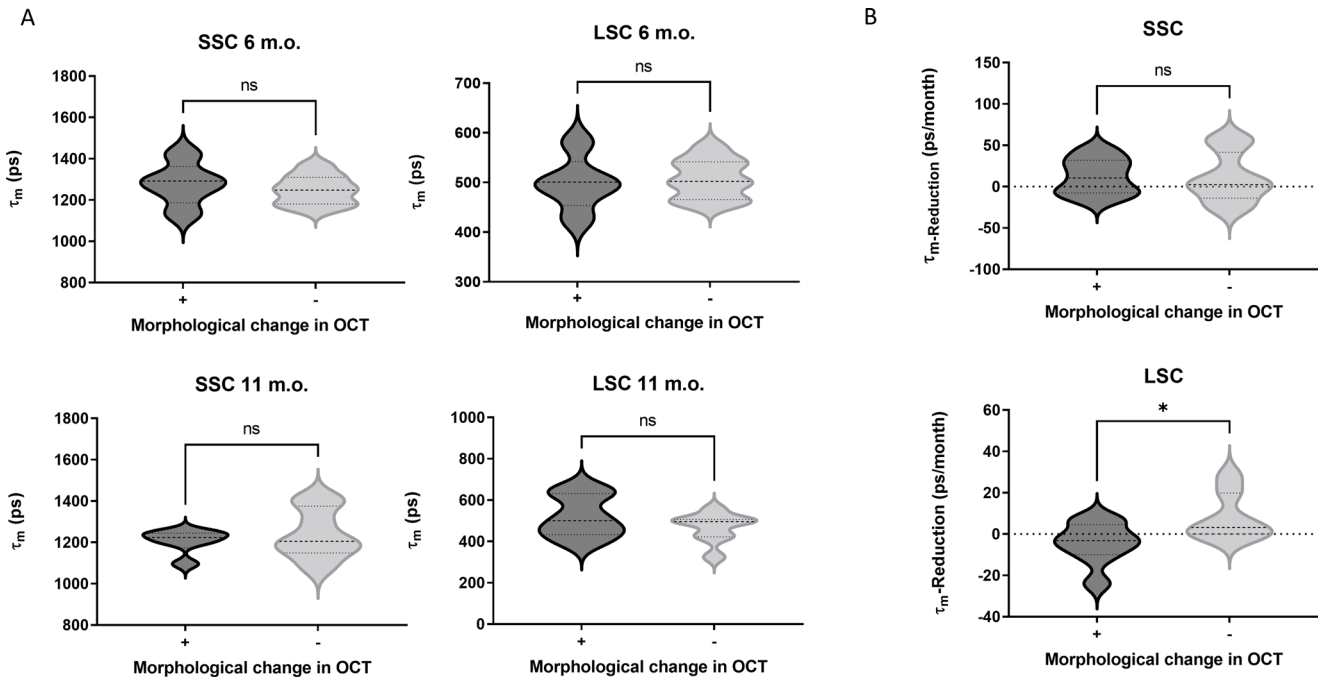 A
SSC 6 m.o.
1800
1600
1400
1200
1000
800
τm (ps)
ns
+ -
Morphological change in OCT
LSC 6 m.o.
700
600
500
400
300
τm (ps)
ns
+ -
Morphological change in OCT
SSC 11 m.o.
1800
1600
1400
1200
1000
800
τm (ps)
ns
+ -
Morphological change in OCT
LSC 11 m.o.
1000
800
600
400
200
0
τm (ps)
ns
+ -
Morphological change in OCT
B
SSC
150
100
50
0
-50
-100
τm-Reduction (ps/month)
ns
+ -
Morphological change in OCT
LSC
60
40
20
0
-20
-40
τm-Reduction (ps/month)
*
+ -
Morphological change in OCT